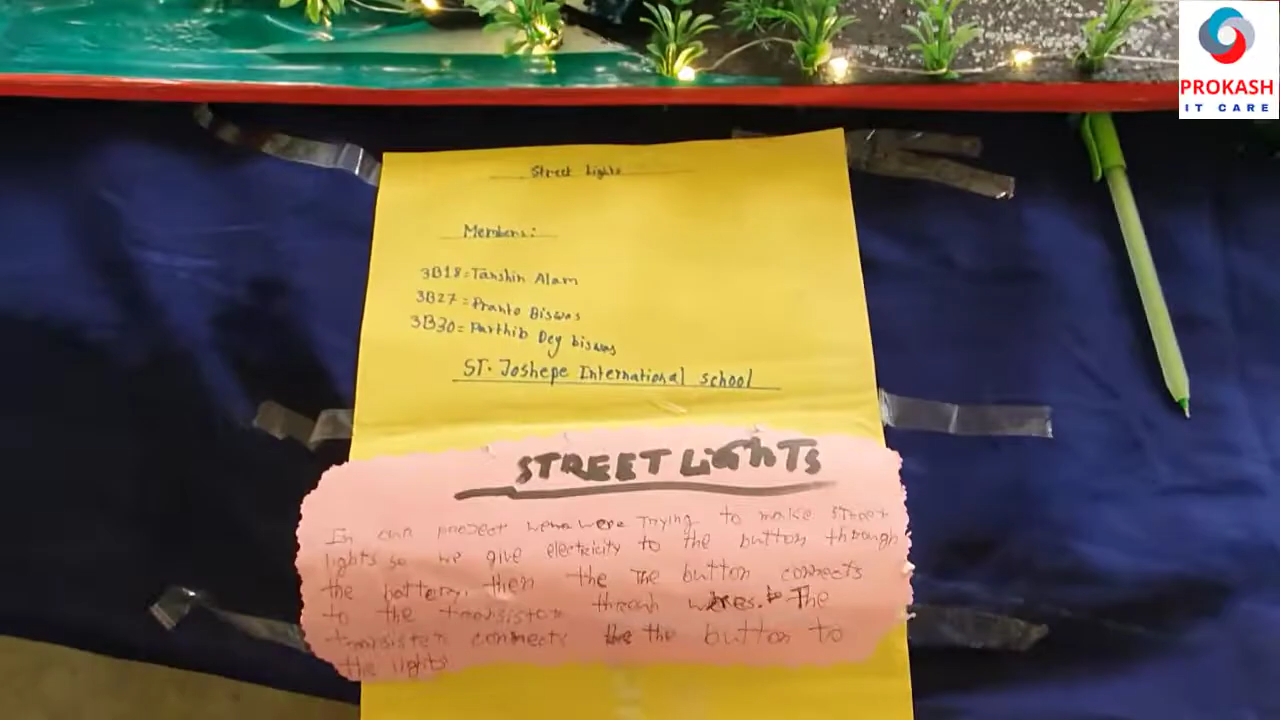 PROKASH
IT CARE
Street Lights
Members:
3B18=Tanshin Alam
3B27=Pranto Biswas
3B30=Parthib Dey biswas
ST. Joshepe International school
STREET LighTS
In our project were trying to make street
lights so we give electricity to the button through
the battery. then the The button connects
to the transistor through wires. The
transister connects the the button to
the lights